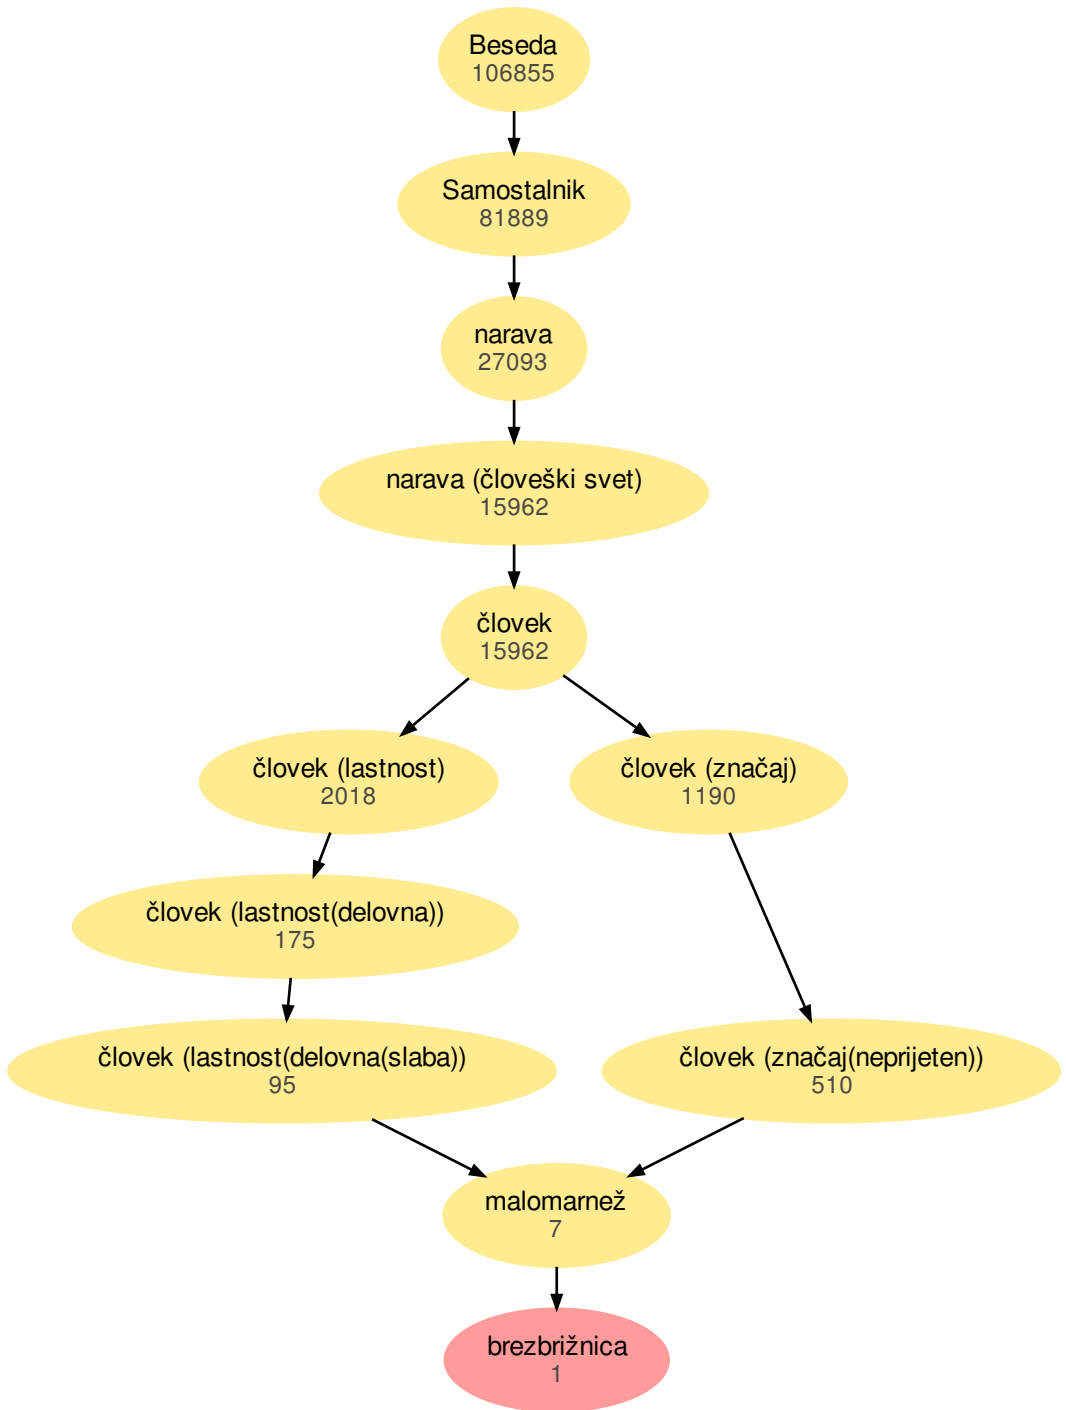 Beseda
106855
Samostalnik
81889
narava
27093
narava (človeški svet)
15962
človek
15962
človek (lastnost)
2018
človek (značaj)
1190
človek (lastnost(delovna))
175
človek (lastnost(delovna(slaba))
95
človek (značaj(neprijeten))
510
malomarnež
7
brezbrižnica
1